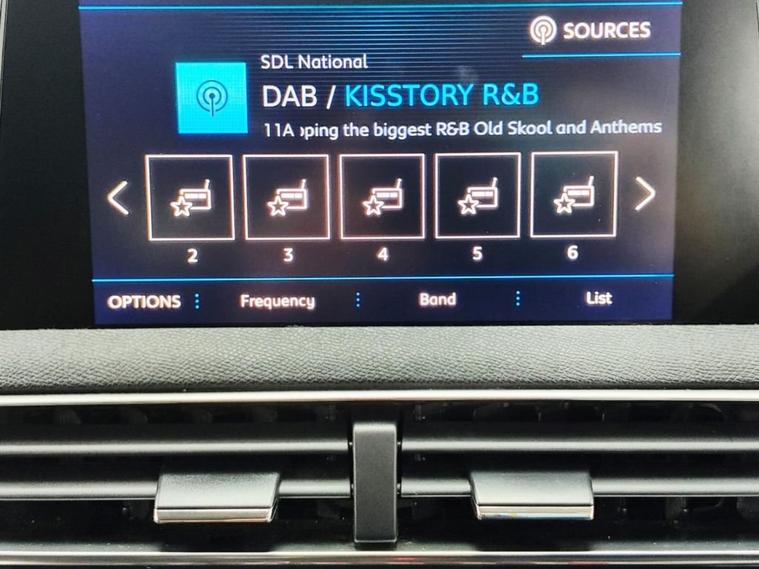 SOURCES
SDL National
DAB / KISSTORY R&B
11A ping the biggest R&B Old Skool and Anthems
2 3 4 5 6
OPTIONS Frequency Band List